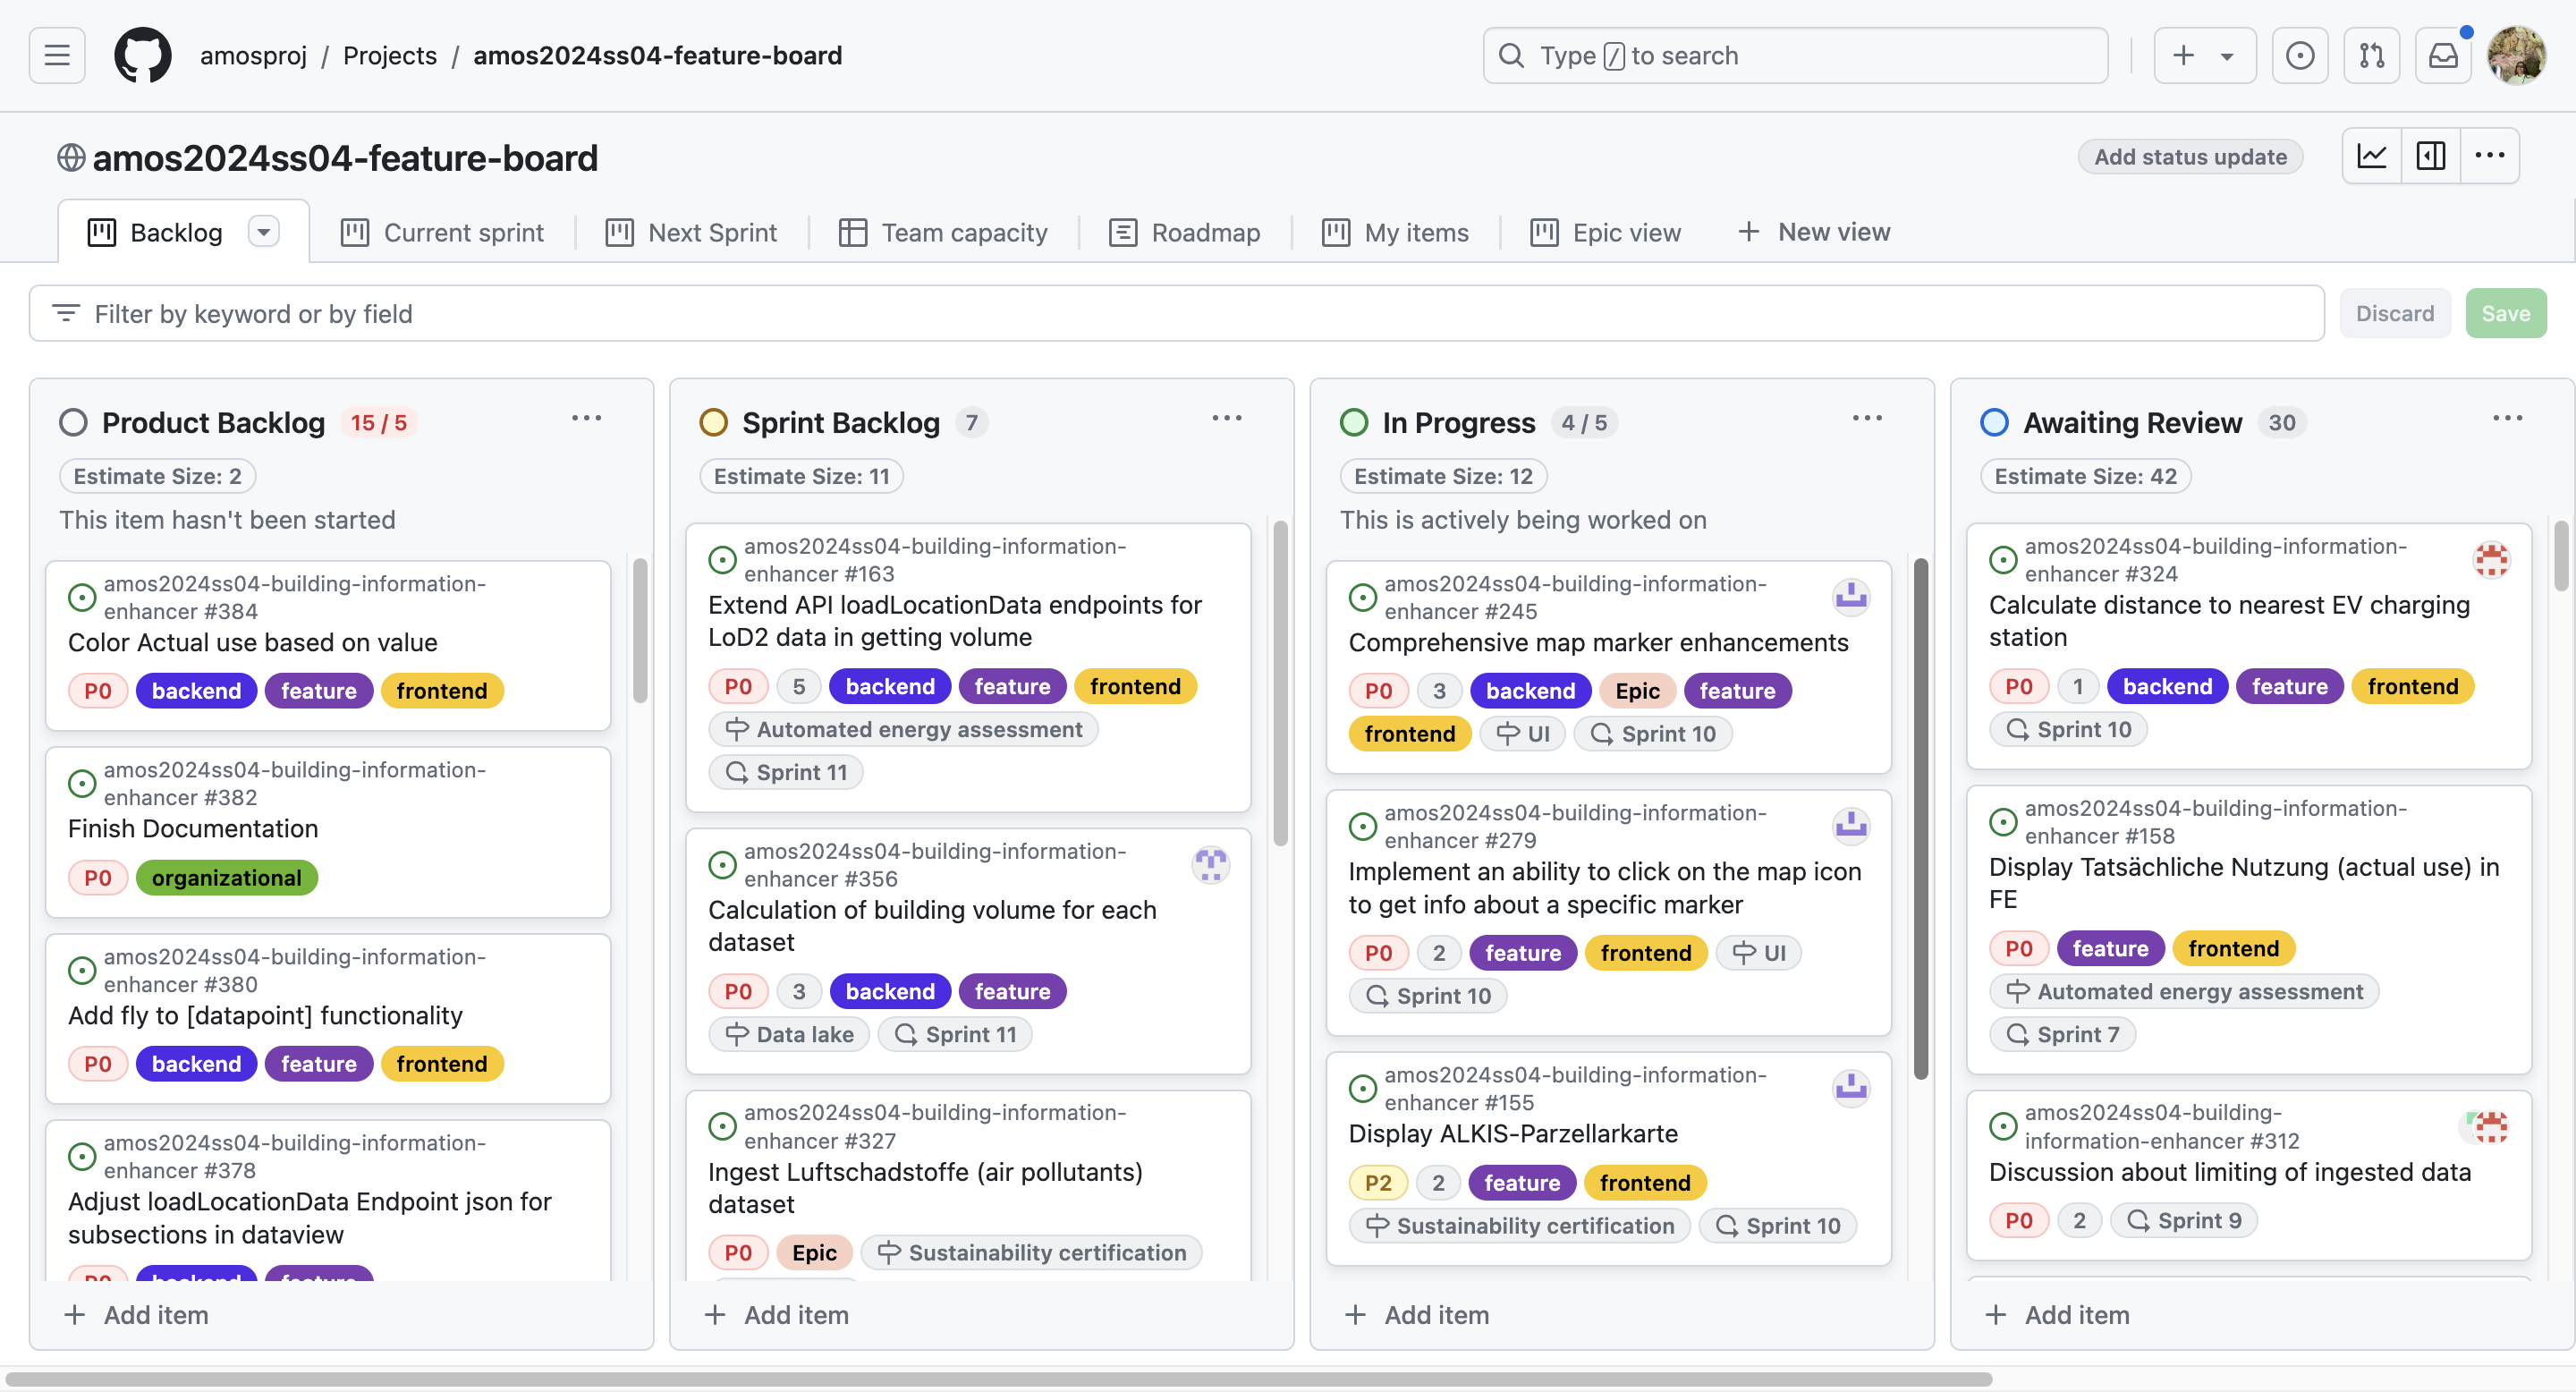 amosproj / Projects / amos2024ss04-feature-board
Type / to search
amos2024ss04-feature-board
Add status update
Backlog
Current sprint
Next Sprint
Team capacity
Roadmap
My items
Epic view
New view
Filter by keyword or by field
Discard
Save
Product Backlog 15 / 5
Estimate Size: 2
This item hasn't been started
amos2024ss04-building-information-
enhancer #384
Color Actual use based on value
P0 backend feature frontend
amos2024ss04-building-information-
enhancer #382
Finish Documentation
P0 organizational
amos2024ss04-building-information-
enhancer #380
Add fly to [datapoint] functionality
P0 backend feature frontend
amos2024ss04-building-information-
enhancer #378
Adjust loadLocationData Endpoint json for
subsections in dataview
P0 backend feature
Add item
Sprint Backlog 7
Estimate Size: 11
amos2024ss04-building-information-
enhancer #163
Extend API loadLocationData endpoints for
LoD2 data in getting volume
P0 5 backend feature frontend
Automated energy assessment
Sprint 11
amos2024ss04-building-information-
enhancer #356
Calculation of building volume for each
dataset
P0 3 backend feature
Data lake Sprint 11
amos2024ss04-building-information-
enhancer #327
Ingest Luftschadstoffe (air pollutants)
dataset
P0 Epic Sustainability certification
Add item
In Progress 4 / 5
Estimate Size: 12
This is actively being worked on
amos2024ss04-building-information-
enhancer #245
Comprehensive map marker enhancements
P0 3 backend Epic feature
frontend UI Sprint 10
amos2024ss04-building-information-
enhancer #279
Implement an ability to click on the map icon
to get info about a specific marker
P0 2 feature frontend UI
Sprint 10
amos2024ss04-building-information-
enhancer #155
Display ALKIS-Parzellarkarte
P2 2 feature frontend
Sustainability certification Sprint 10
Add item
Awaiting Review 30
Estimate Size: 42
amos2024ss04-building-information-
enhancer #324
Calculate distance to nearest EV charging
station
P0 1 backend feature frontend
Sprint 10
amos2024ss04-building-information-
enhancer #158
Display Tatsächliche Nutzung (actual use) in
FE
P0 feature frontend
Automated energy assessment
Sprint 7
amos2024ss04-building-
information-enhancer #312
Discussion about limiting of ingested data
P0 2 Sprint 9
Add item